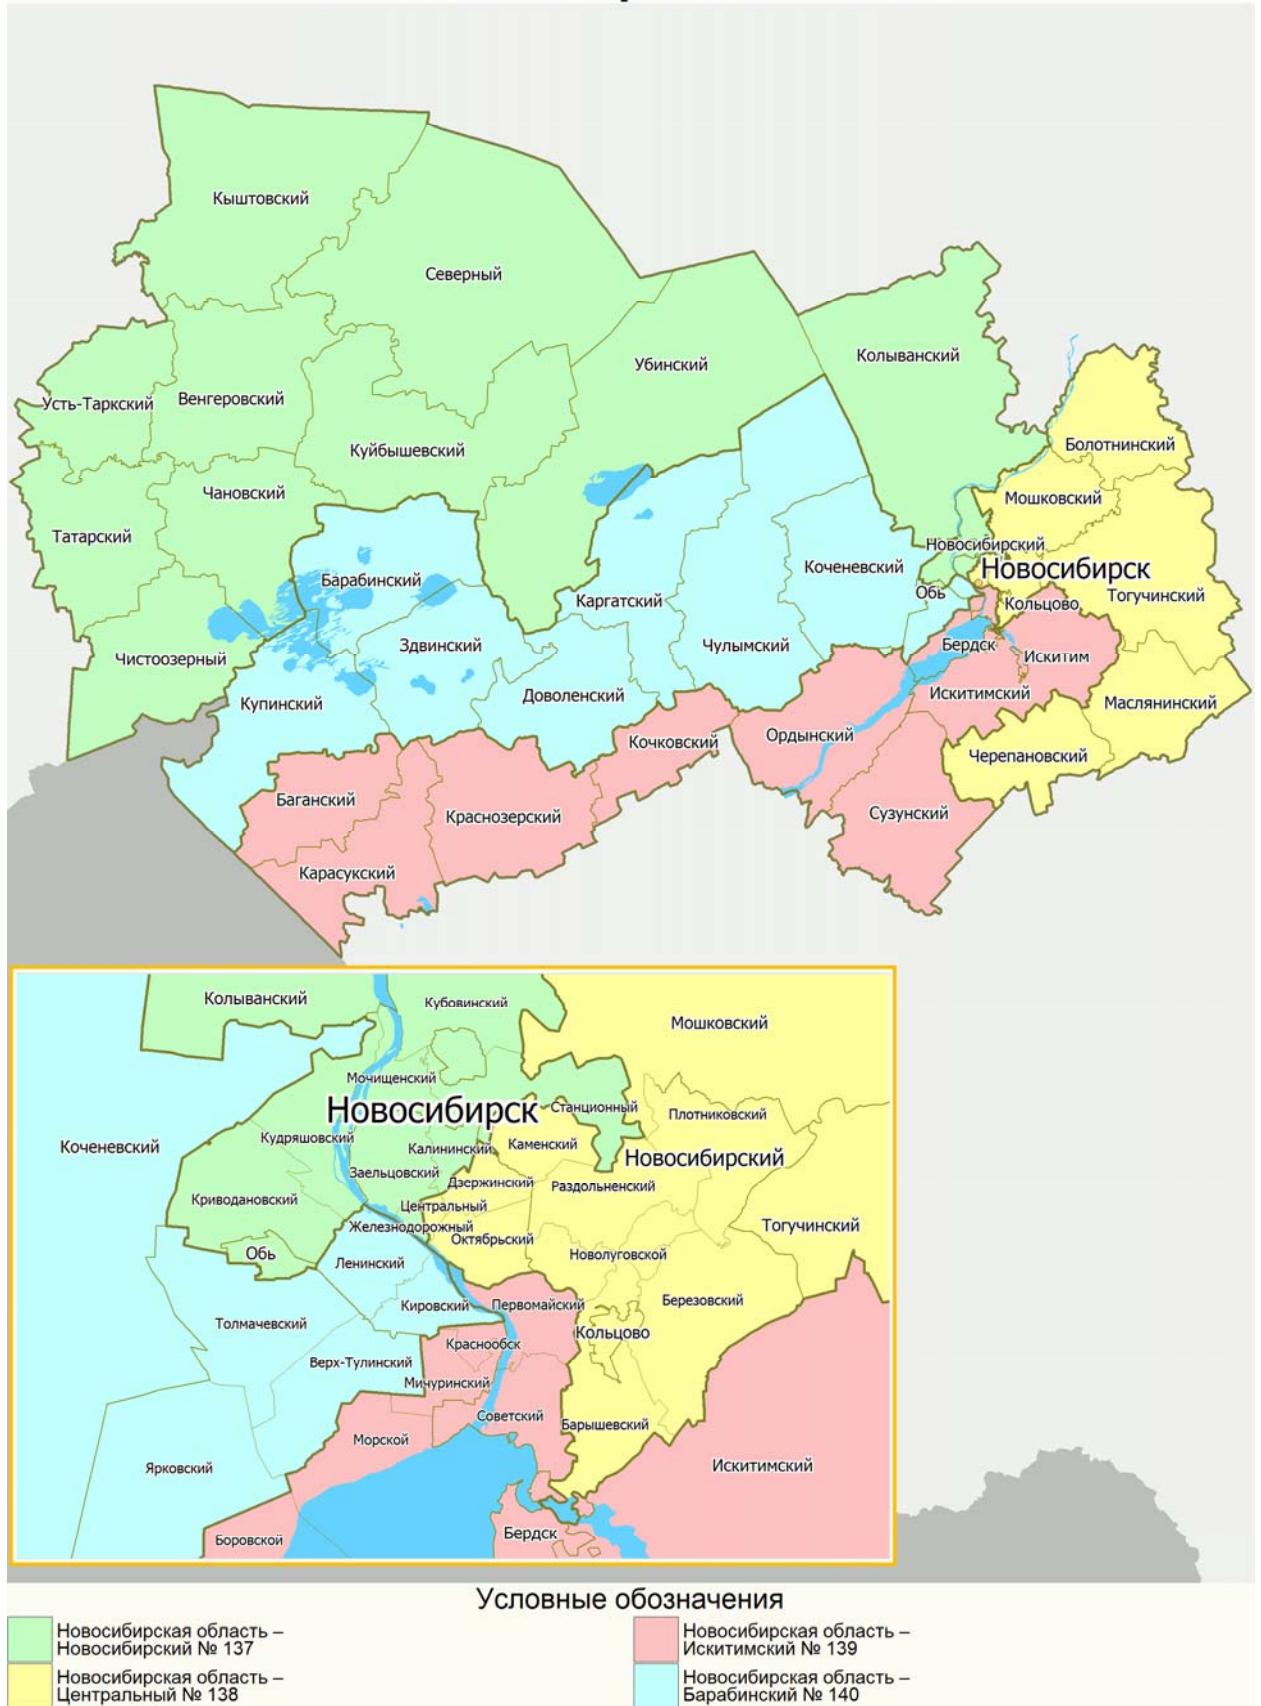 Кыштовский
Северный
Убинский
Колыванский
Усть-Таркский
Венгеровский
Куйбышевский
Болотнинский
Чановский
Мошковский
Татарский
Новосибирский
Новосибирск
Барабинский
Коченевский
Обь
Каргатский
Кольцово
Тогучинский
Здвинский
Чулымский
Бердск
Искитим
Чистоозерный
Доволенский
Искитимский
Купинский
Маслянинский
Кочковский
Ордынский
Черепановский
Баганский
Краснозерский
Сузунский
Карасукский
Колыванский
Кубовинский
Мошковский
Мочищенский
Новосибирск
Станционный
Плотниковский
Коченевский
Кудряшовский
Калининский
Каменский
Новосибирский
Заельцовский
Дзержинский
Раздольненский
Криводановский
Центральный
Железнодорожный
Тогучинский
Октябрьский
Обь
Ленинский
Новолуговской
Кировский
Первомайский
Березовский
Толмачевский
Краснообск
Кольцово
Верх-Тулинский
Мичуринский
Советский
Барышевский
Морской
Ярковский
Искитимский
Боровской
Бердск
Условные обозначения
Новосибирская область –
Новосибирский № 137
Новосибирская область –
Центральный № 138
Новосибирская область –
Искитимский № 139
Новосибирская область –
Барабинский № 140